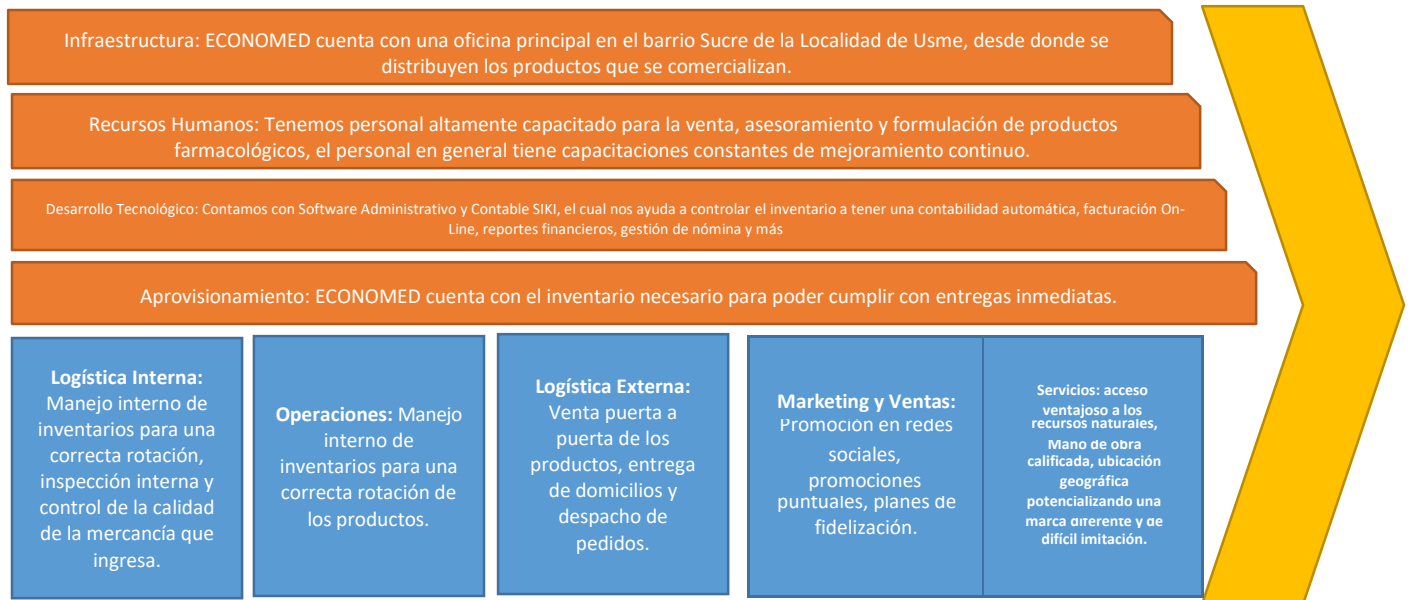 Infraestructura: ECONOMED cuenta con una oficina principal en el barrio Sucre de la Localidad de Usme, desde donde se
distribuyen los productos que se comercializan.
Recursos Humanos: Tenemos personal altamente capacitado para la venta, asesoramiento y formulación de productos
farmacológicos, el personal en general tiene capacitaciones constantes de mejoramiento continuo.
Desarrollo Tecnológico: Contamos con Software Administrativo y Contable SIKI, el cual nos ayuda a controlar el inventario a tener una contabilidad automática, facturación On-
Line, reportes financieros, gestión de nómina y más
Aprovisionamiento: ECONOMED cuenta con el inventario necesario para poder cumplir con entregas inmediatas.
Logística Interna:
Manejo interno de
inventarios para una
correcta rotación,
inspección interna y
control de la calidad
de la mercancía que
ingresa.
Operaciones: Manejo
interno de
inventarios para una
correcta rotación de
los productos.
Logística Externa:
Venta puerta a
puerta de los
productos, entrega
de domicilios y
despacho de
pedidos.
Marketing y Ventas:
Promoción en redes
sociales,
promociones
puntuales, planes de
fidelización.
Servicios: acceso
ventajoso a los
recursos naturales,
Mano de obra
calificada, ubicación
geográfica
potencializando una
marca diferente y de
difícil imitación.